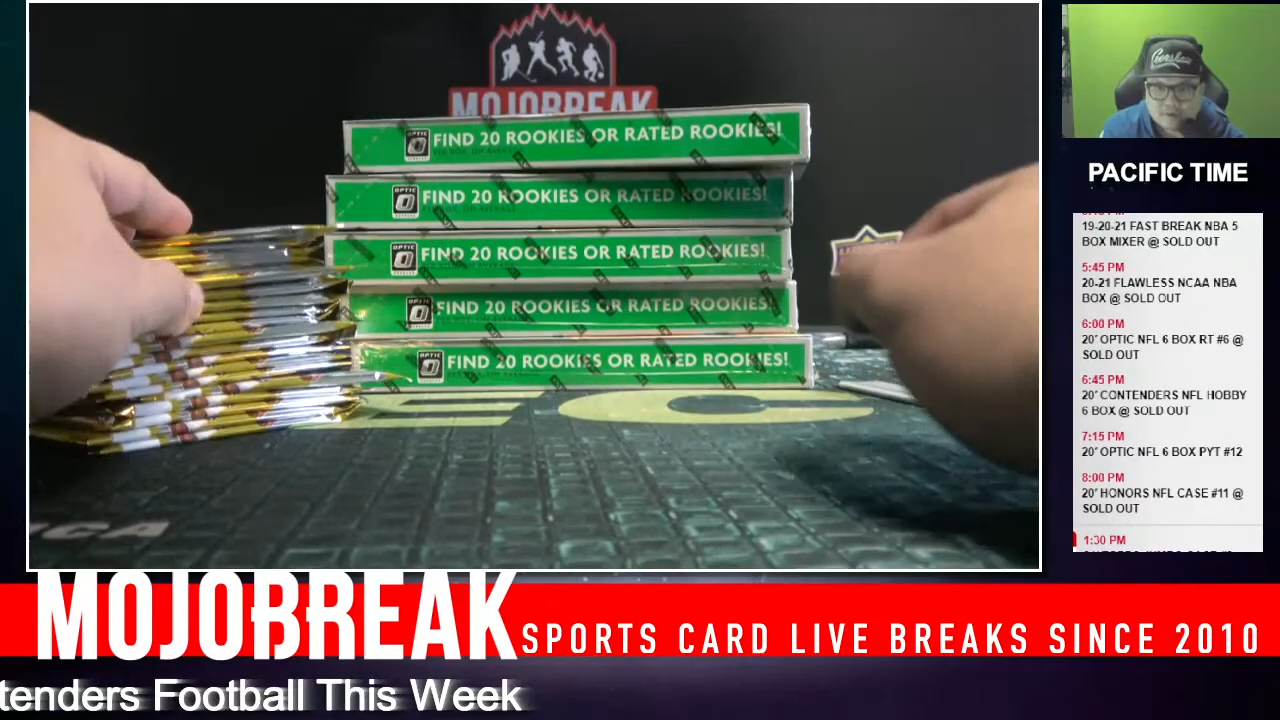 MOJOBREAK
FIND 20 ROOKIES OR RATED ROOKIES!
OPTIC
FIND 20 ROOKIES OR RATED ROOKIES!
OPTIC
FIND 20 ROOKIES OR RATED ROOKIES!
OPTIC
FIND 20 ROOKIES OR RATED ROOKIES!
OPTIC
FIND 20 ROOKIES OR RATED ROOKIES!
OPTIC
PACIFIC TIME
19-20-21 FAST BREAK NBA 5
BOX MIXER @ SOLD OUT
5:45 PM
20-21 FLAWLESS NCAA NBA
BOX @ SOLD OUT
6:00 PM
20" OPTIC NFL 6 BOX RT #6 @
SOLD OUT
6:45 PM
20" CONTENDERS NFL HOBBY
6 BOX @ SOLD OUT
7:15 PM
20" OPTIC NFL 6 BOX PYT #12
8:00 PM
20" HONORS NFL CASE #11 @
SOLD OUT
1:30 PM
MOJOBREAK
SPORTS CARD LIVE BREAKS SINCE 2010
tenders Football This Week